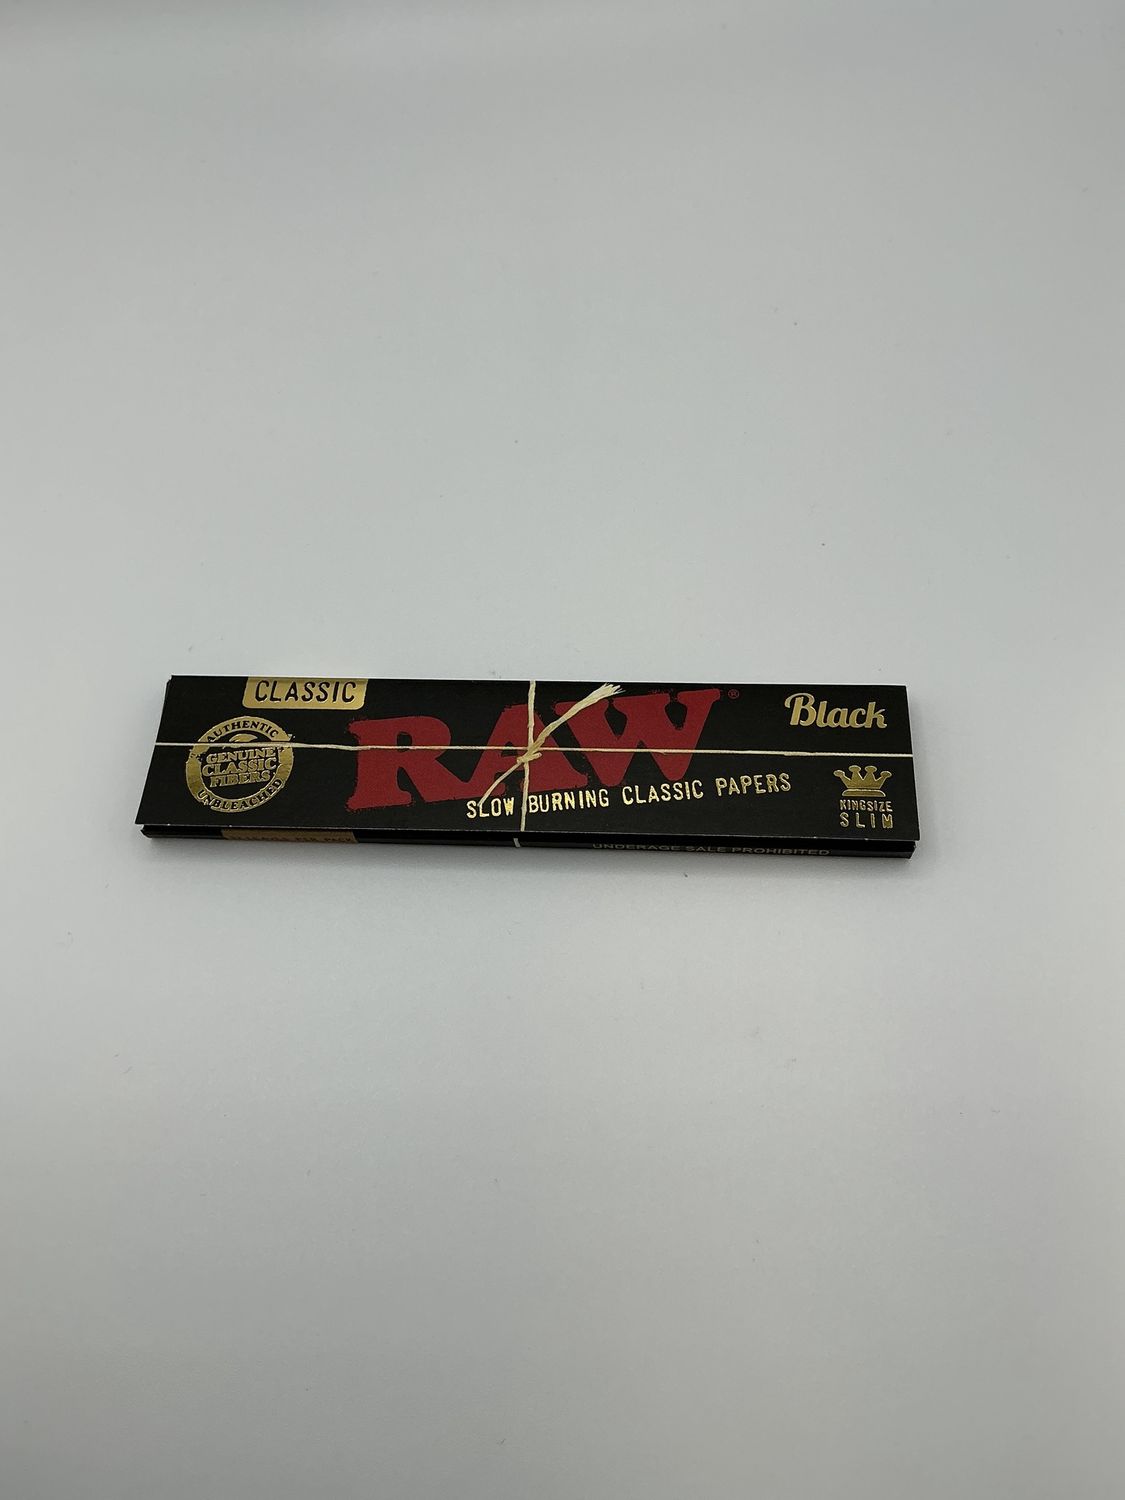 CLASSIC
RAW®
Black
AUTHENTIC
GENUINE
CLASSIC
FIBERS
UNBLEACHED
SLOW BURNING CLASSIC PAPERS
KINGSIZE
SLIM
UNDERAGE SALE PROHIBITED